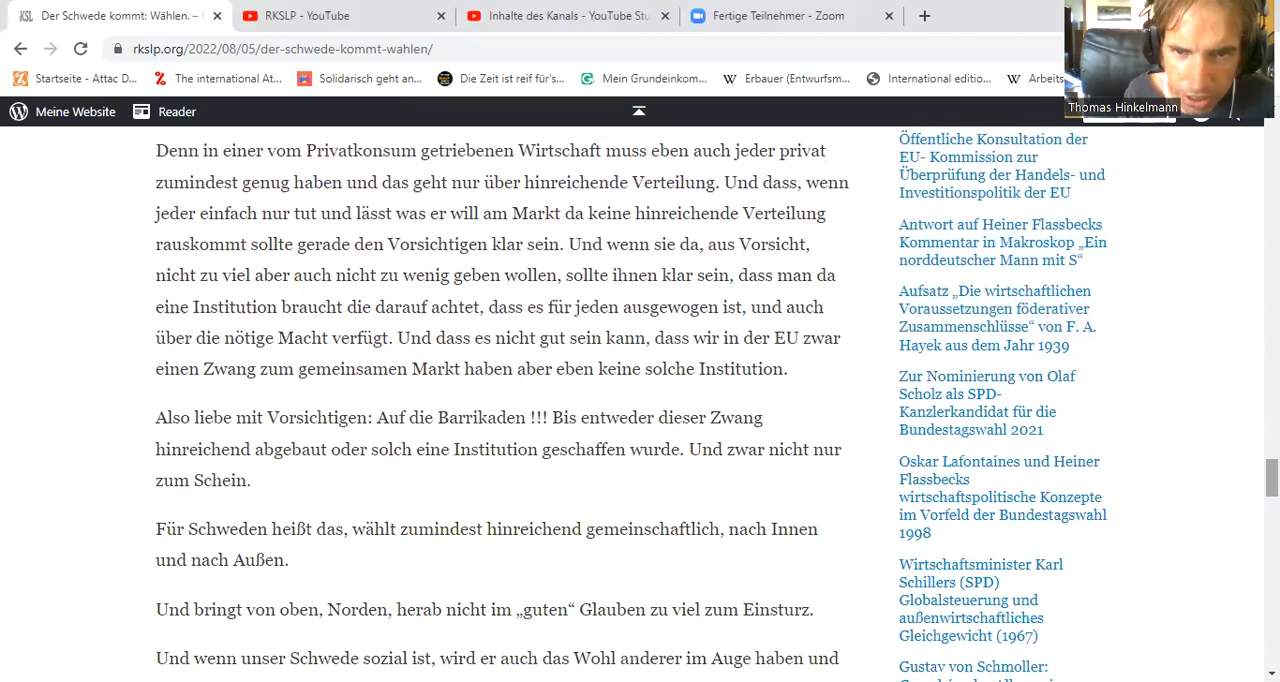 Der Schwede kommt: Wählen. –
RKSLP - YouTube
Inhalte des Kanals - YouTube Stu
Fertige Teilnehmer - Zoom
rkslp.org/2022/08/05/der-schwede-kommt-wahlen/
Startseite - Attac D...
The international At...
Solidarisch geht an...
Die Zeit ist reif für's...
Mein Grundeinkom...
Erbauer (Entwurfsm...
International editio...
Arbeits
Thomas Hinkelmann
Meine Website
Reader
Denn in einer vom Privatkonsum getriebenen Wirtschaft muss eben auch jeder privat
zumindest genug haben und das geht nur über hinreichende Verteilung. Und dass, wenn
jeder einfach nur tut und lässt was er will am Markt da keine hinreichende Verteilung
rauskommt sollte gerade den Vorsichtigen klar sein. Und wenn sie da, aus Vorsicht,
nicht zu viel aber auch nicht zu wenig geben wollen, sollte ihnen klar sein, dass man da
eine Institution braucht die darauf achtet, dass es für jeden ausgewogen ist, und auch
über die nötige Macht verfügt. Und dass es nicht gut sein kann, dass wir in der EU zwar
einen Zwang zum gemeinsamen Markt haben aber eben keine solche Institution.
Also liebe mit Vorsichtigen: Auf die Barrikaden !!! Bis entweder dieser Zwang
hinreichend abgebaut oder solch eine Institution geschaffen wurde. Und zwar nicht nur
zum Schein.
Für Schweden heißt das, wählt zumindest hinreichend gemeinschaftlich, nach Innen
und nach Außen.
Und bringt von oben, Norden, herab nicht im „guten“ Glauben zu viel zum Einsturz.
Und wenn unser Schwede sozial ist, wird er auch das Wohl anderer im Auge haben und
Öffentliche Konsultation der
EU- Kommission zur
Überprüfung der Handels- und
Investitionspolitik der EU
Antwort auf Heiner Flassbecks
Kommentar in Makroskop „Ein
norddeutscher Mann mit S“
Aufsatz „Die wirtschaftlichen
Voraussetzungen föderativer
Zusammenschlüsse“ von F. A.
Hayek aus dem Jahr 1939
Zur Nominierung von Olaf
Scholz als SPD-
Kanzlerkandidat für die
Bundestagswahl 2021
Oskar Lafontaines und Heiner
Flassbecks
wirtschaftspolitische Konzepte
im Vorfeld der Bundestagswahl
1998
Wirtschaftsminister Karl
Schillers (SPD)
Globalsteuerung und
außenwirtschaftliches
Gleichgewicht (1967)
Gustav von Schmoller: